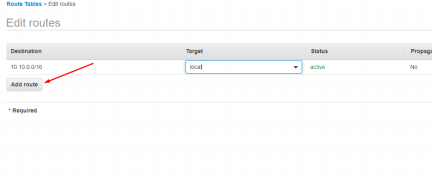 Route Tables > Edit routes
Edit routes
Destination Target Status Propaga
10.10.0.0/16 local active No
Add route
* Required